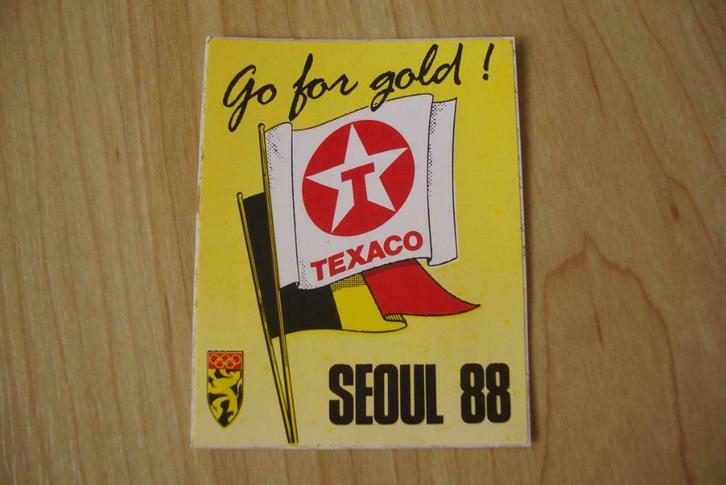 Go for gold !
T
TEXACO
SEOUL 88